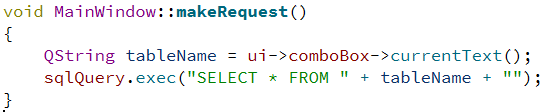 void MainWindow::makeRequest()
{
    QString tableName = ui->comboBox->currentText();
    sqlQuery.exec("SELECT * FROM " + tableName + "");
}